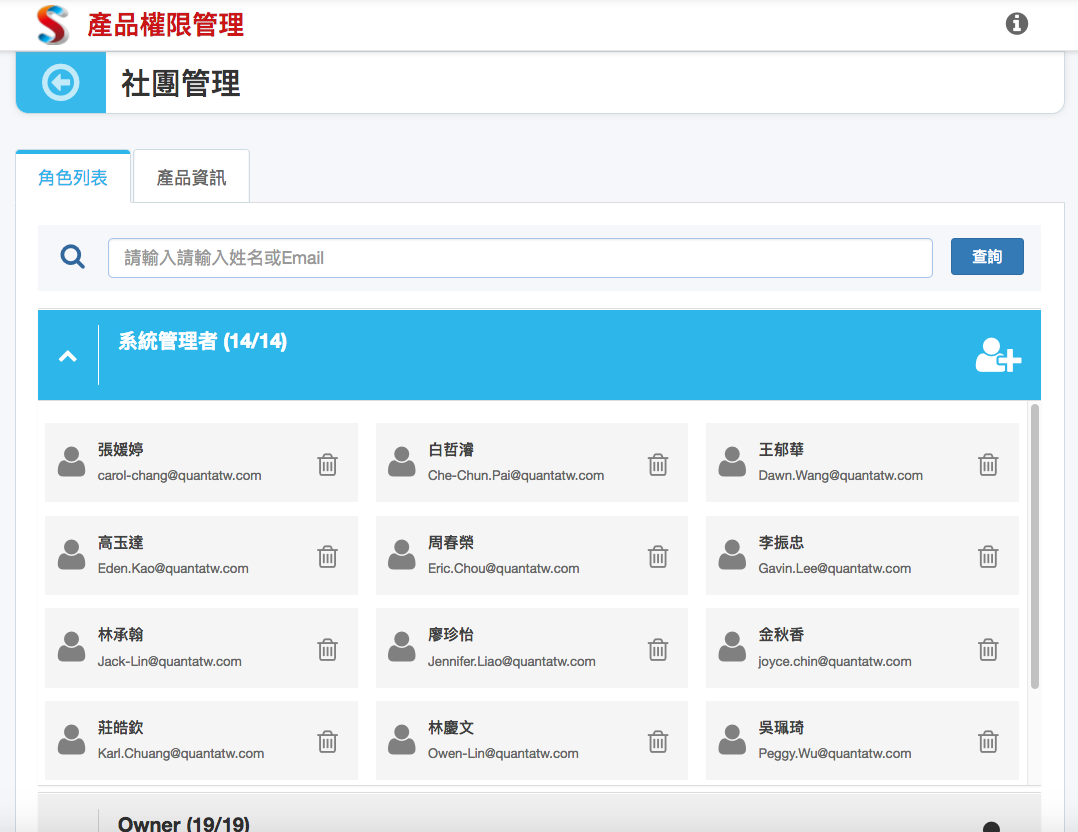 產品權限管理
社團管理
角色列表
產品資訊
請輸入請輸入姓名或Email
查詢
系統管理者 (14/14)
張媛婷
carol-chang@quantatw.com
白哲濬
Che-Chun.Pai@quantatw.com
王郁華
Dawn.Wang@quantatw.com
高玉達
Eden.Kao@quantatw.com
周春榮
Eric.Chou@quantatw.com
李振忠
Gavin.Lee@quantatw.com
林承翰
Jack-Lin@quantatw.com
廖珍怡
Jennifer.Liao@quantatw.com
金秋香
joyce.chin@quantatw.com
莊皓欽
Karl.Chuang@quantatw.com
林慶文
Owen-Lin@quantatw.com
吳珮琦
Peggy.Wu@quantatw.com
Owner (19/19)